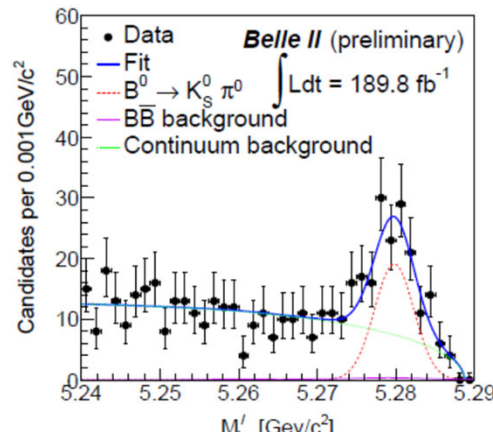 60
50
40
30
20
10
0
Candidates per 0.001GeV/c²
Data
Fit
B⁰ → K⁰_S π⁰
BB̅ background
Continuum background
Belle II (preliminary)
∫Ldt = 189.8 fb⁻¹
5.24 5.25 5.26 5.27 5.28 5.29
[Gev/c²]